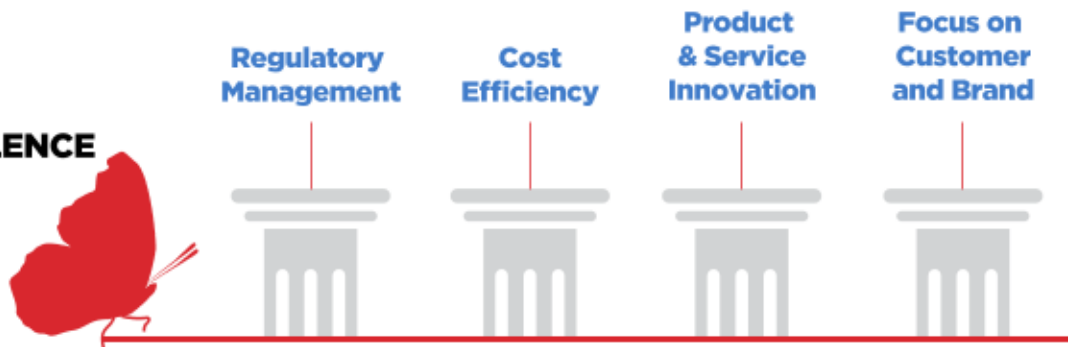 Regulatory
Management
Cost
Efficiency
Product
& Service
Innovation
Focus on
Customer
and Brand
LENCE